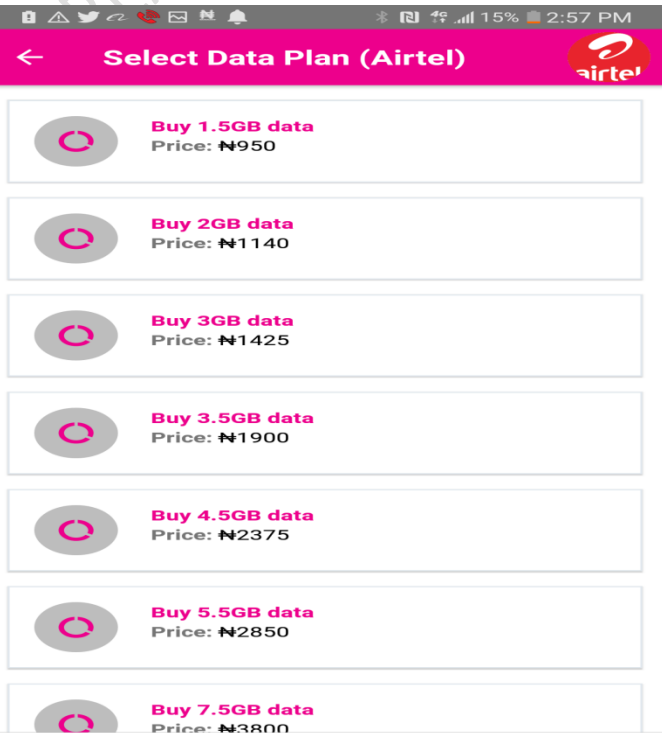 15% 2:57 PM
Select Data Plan (Airtel)
airtel
Buy 1.5GB data
Price: ₦950
Buy 2GB data
Price: ₦1140
Buy 3GB data
Price: ₦1425
Buy 3.5GB data
Price: ₦1900
Buy 4.5GB data
Price: ₦2375
Buy 5.5GB data
Price: ₦2850
Buy 7.5GB data
Price: ₦3800